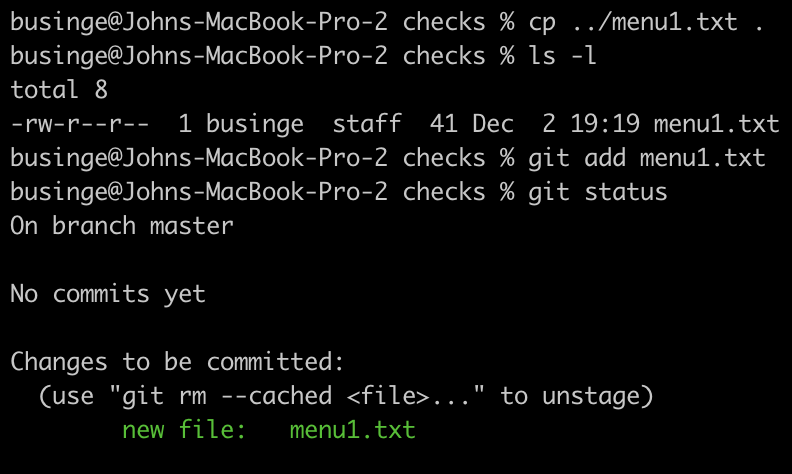 businge@Johns-MacBook-Pro-2 checks % cp ../menu1.txt .
businge@Johns-MacBook-Pro-2 checks % ls -l
total 8
-rw-r--r--  1 businge  staff  41 Dec  2 19:19 menu1.txt
businge@Johns-MacBook-Pro-2 checks % git add menu1.txt
businge@Johns-MacBook-Pro-2 checks % git status
On branch master
No commits yet
Changes to be committed:
  (use "git rm --cached <file>..." to unstage)
        new file:   menu1.txt